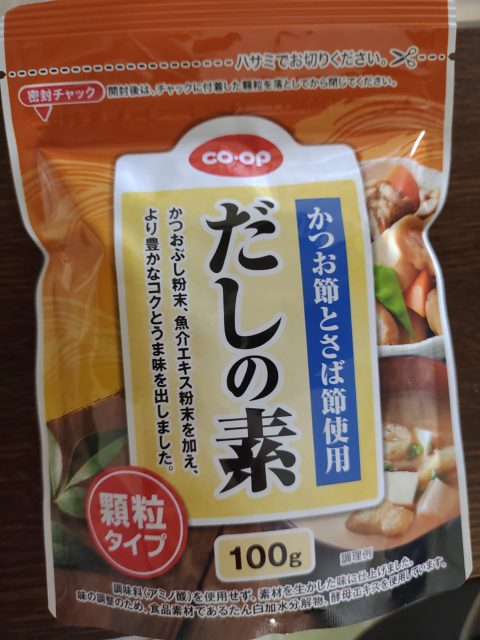 ハサミでお切りください。
密封チャック
開封後は、チャックに付着した顆粒を落としてから閉じてください。
CO・OP
かつお節とさば節使用
だしの素
かつおぶし粉末、魚介エキス粉末を加え、
より豊かなコクとうま味を出しました。
顆粒
タイプ
100g
調理例
調味料(アミノ酸)を使用せず、素材を生かした味に仕上げました。
味の調整のため、食品素材であるたん白加水分解物、酵母エキスを使用しています。